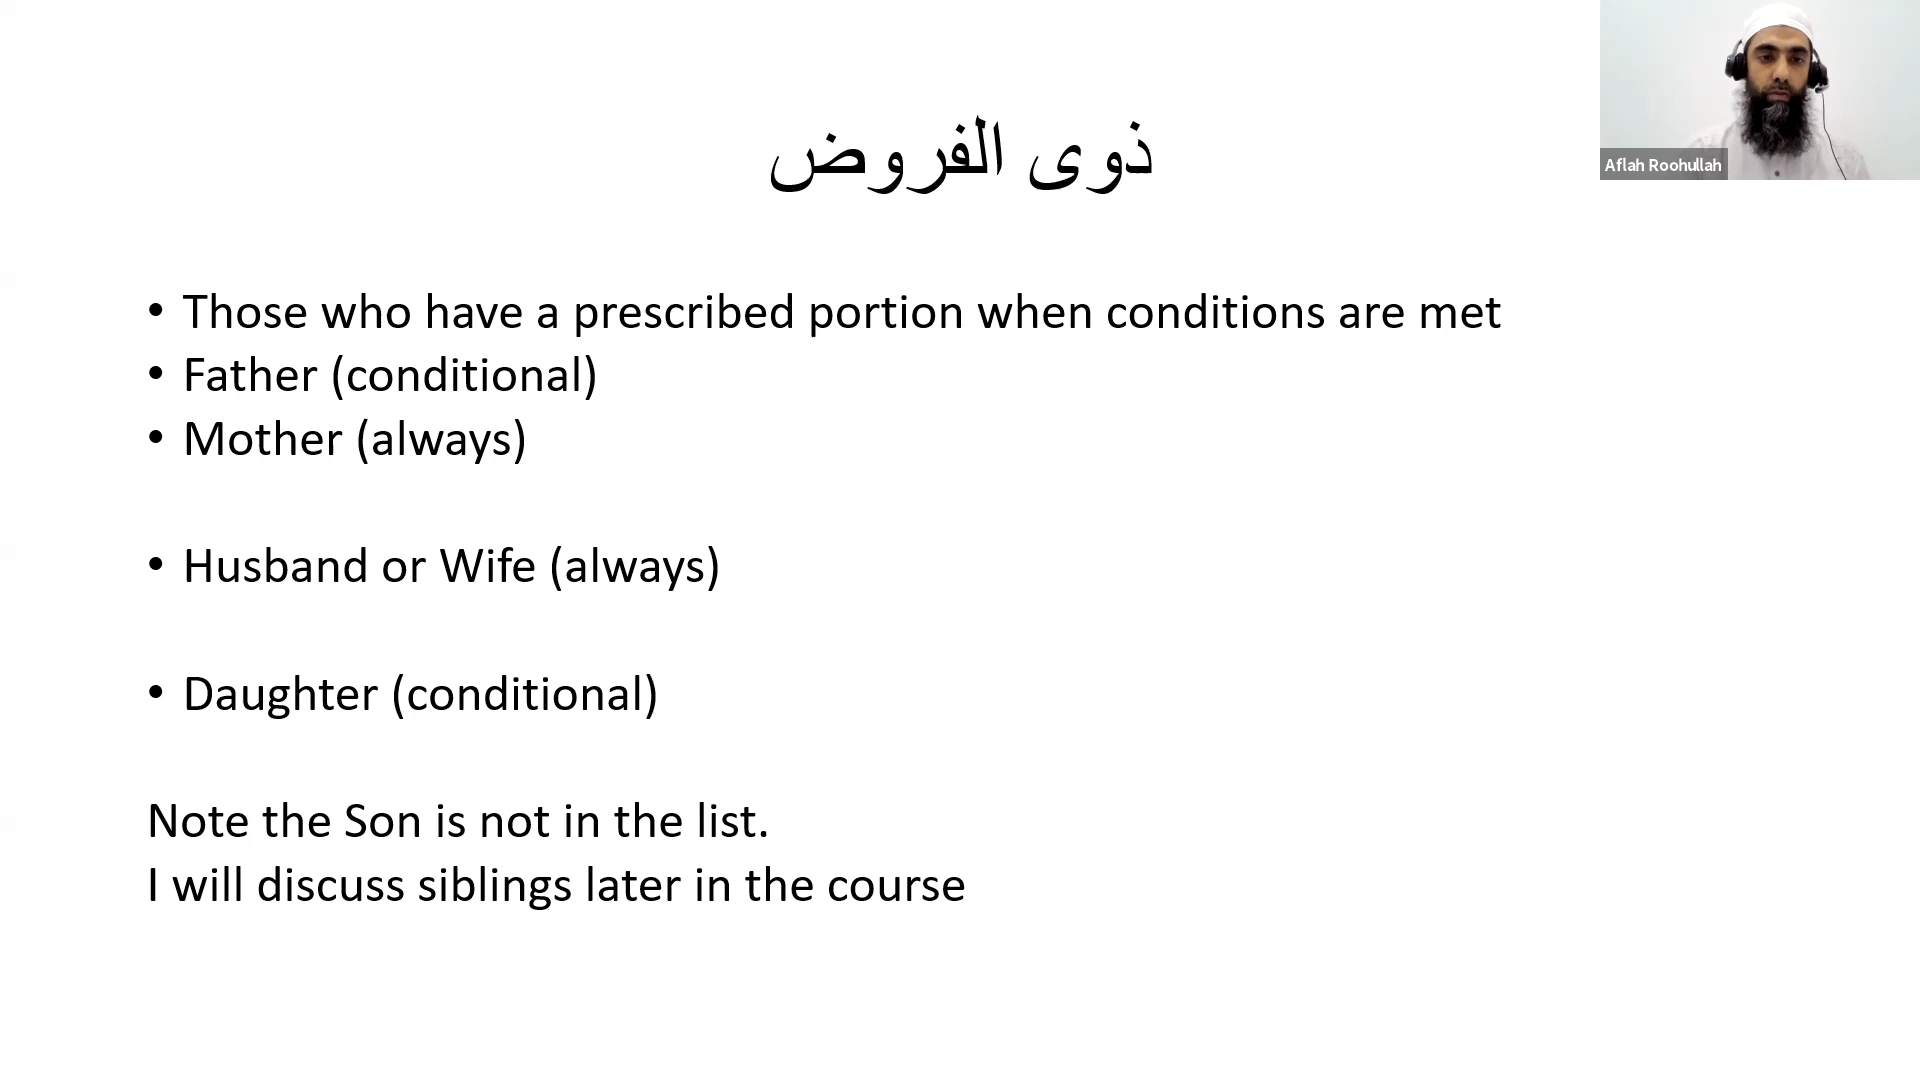 ذوى الفروض
Aflah Roohullah
• Those who have a prescribed portion when conditions are met
• Father (conditional)
• Mother (always)
• Husband or Wife (always)
• Daughter (conditional)
Note the Son is not in the list.
I will discuss siblings later in the course